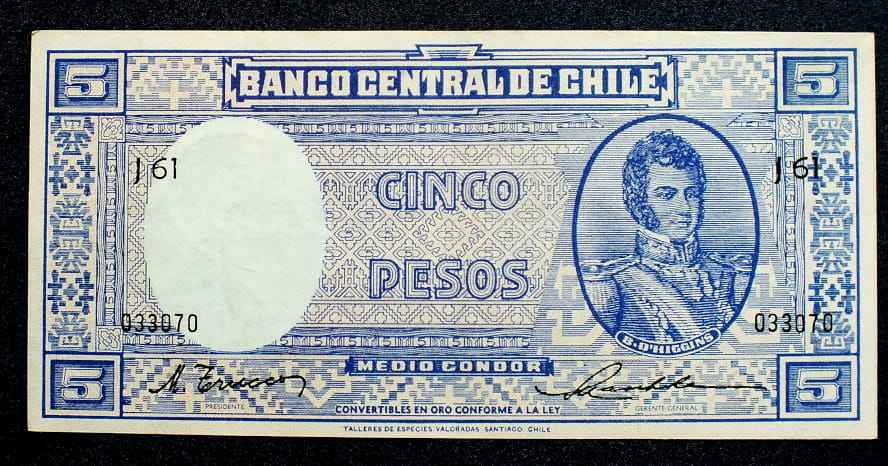 5 BANCO CENTRAL DE CHILE 5
J 61 J 61
CINCO
PESOS
033070 033070
B. O'HIGGINS
MEDIO CONDOR
5 5
PRESIDENTE GERENTE GENERAL
CONVERTIBLES EN ORO CONFORME A LA LEY
TALLERES DE ESPECIES VALORADAS SANTIAGO CHILE